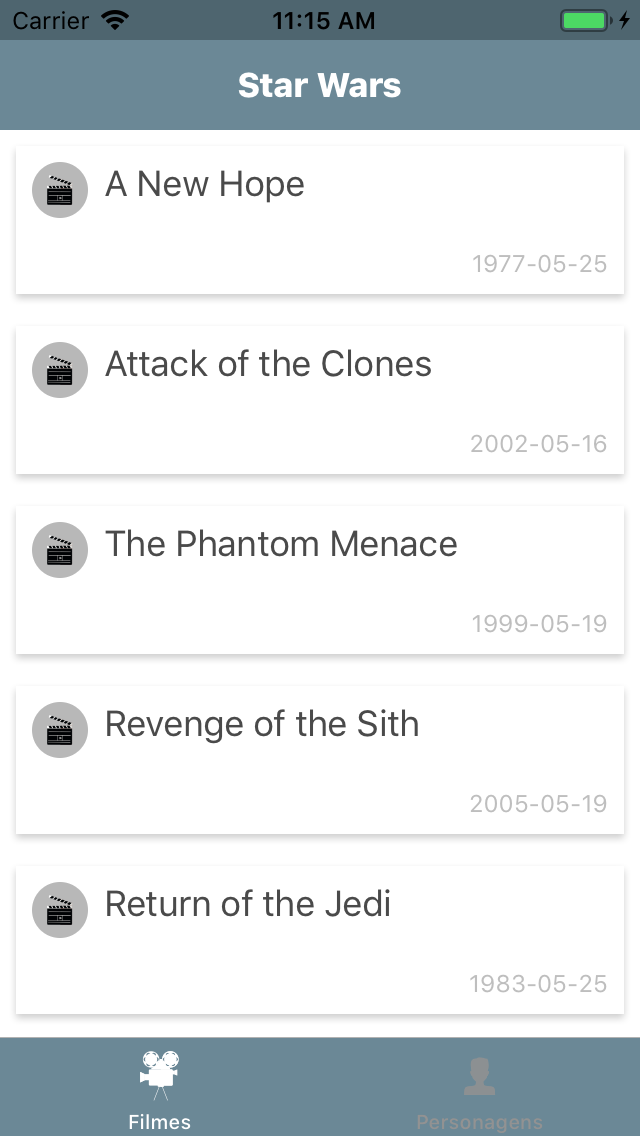 Carrier 11:15 AM
Star Wars
A New Hope
1977-05-25
Attack of the Clones
2002-05-16
The Phantom Menace
1999-05-19
Revenge of the Sith
2005-05-19
Return of the Jedi
1983-05-25
Filmes Personagens